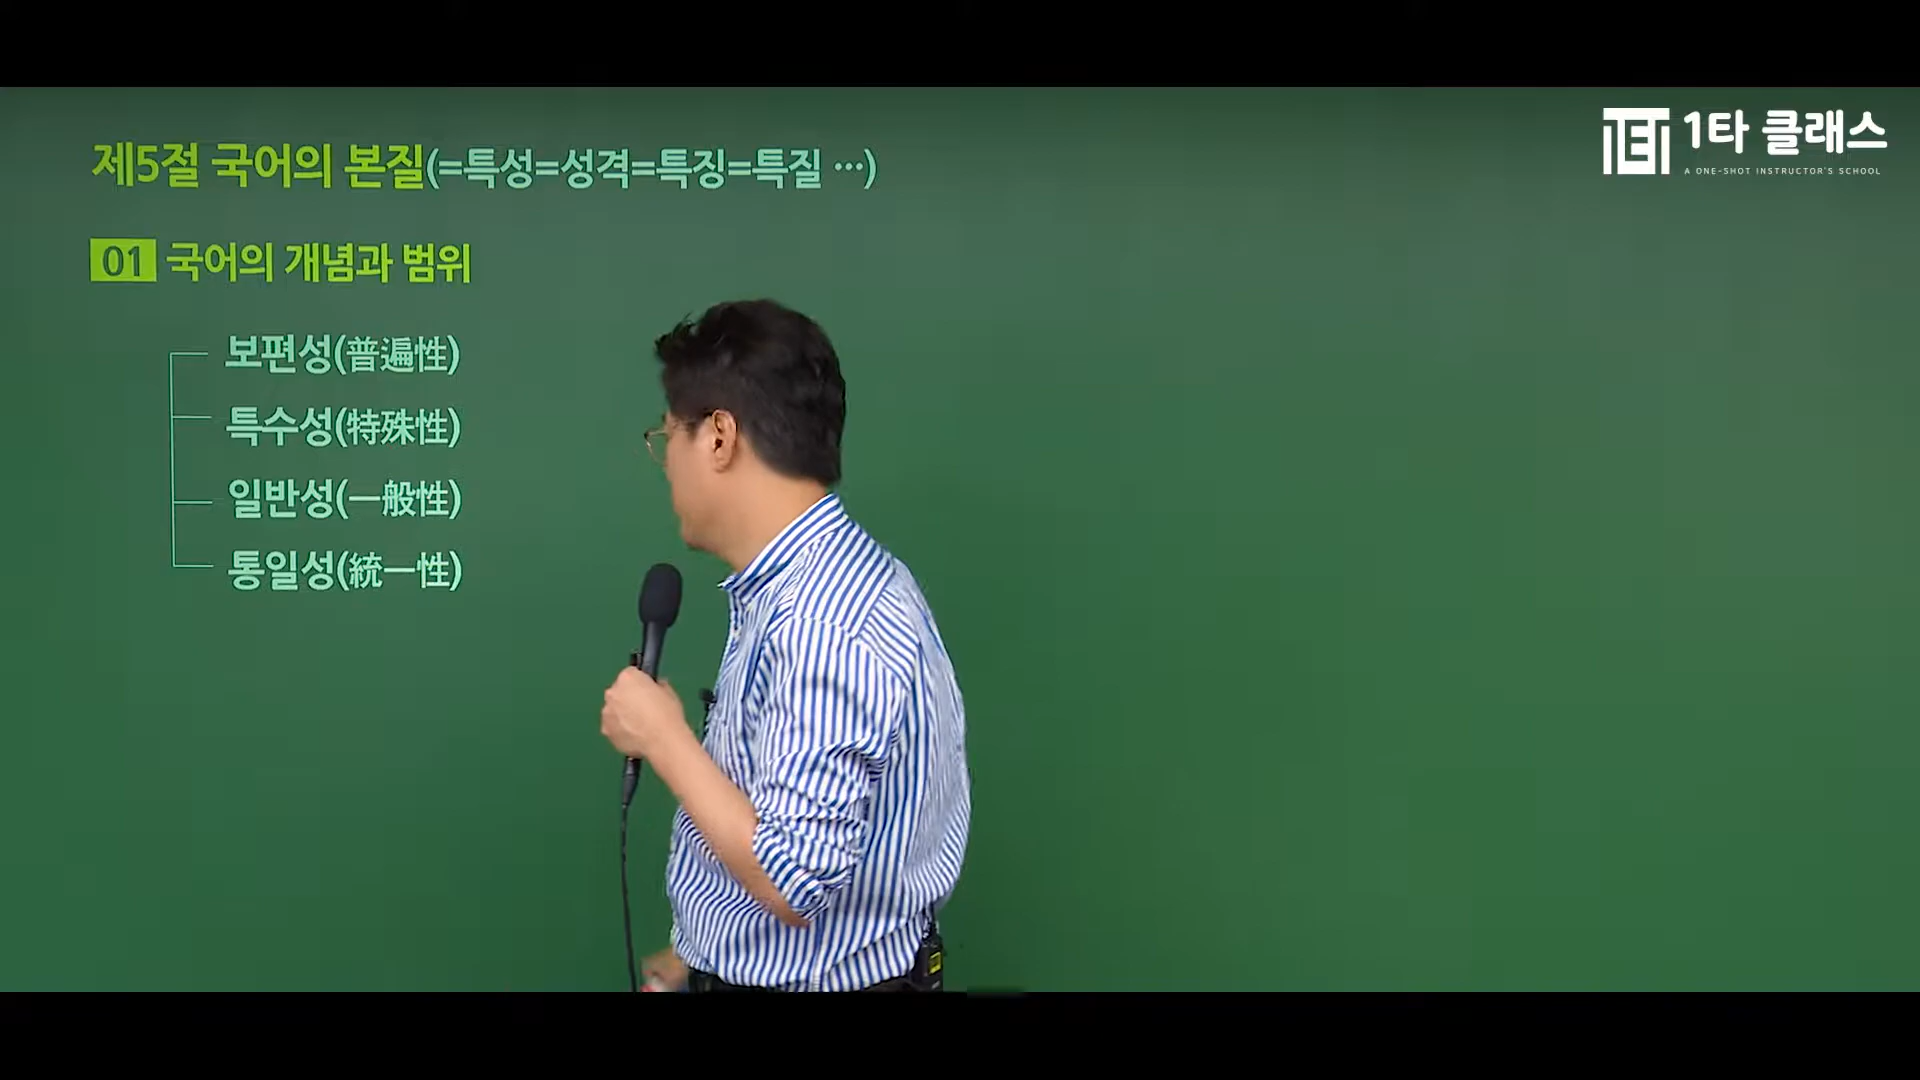 제5절 국어의 본질(=특성=성격=특징=특질 …)
1타 클래스
A ONE-SHOT INSTRUCTOR'S SCHOOL
01 국어의 개념과 범위
보편성(普遍性)
특수성(特殊性)
일반성(一般性)
통일성(統一性)